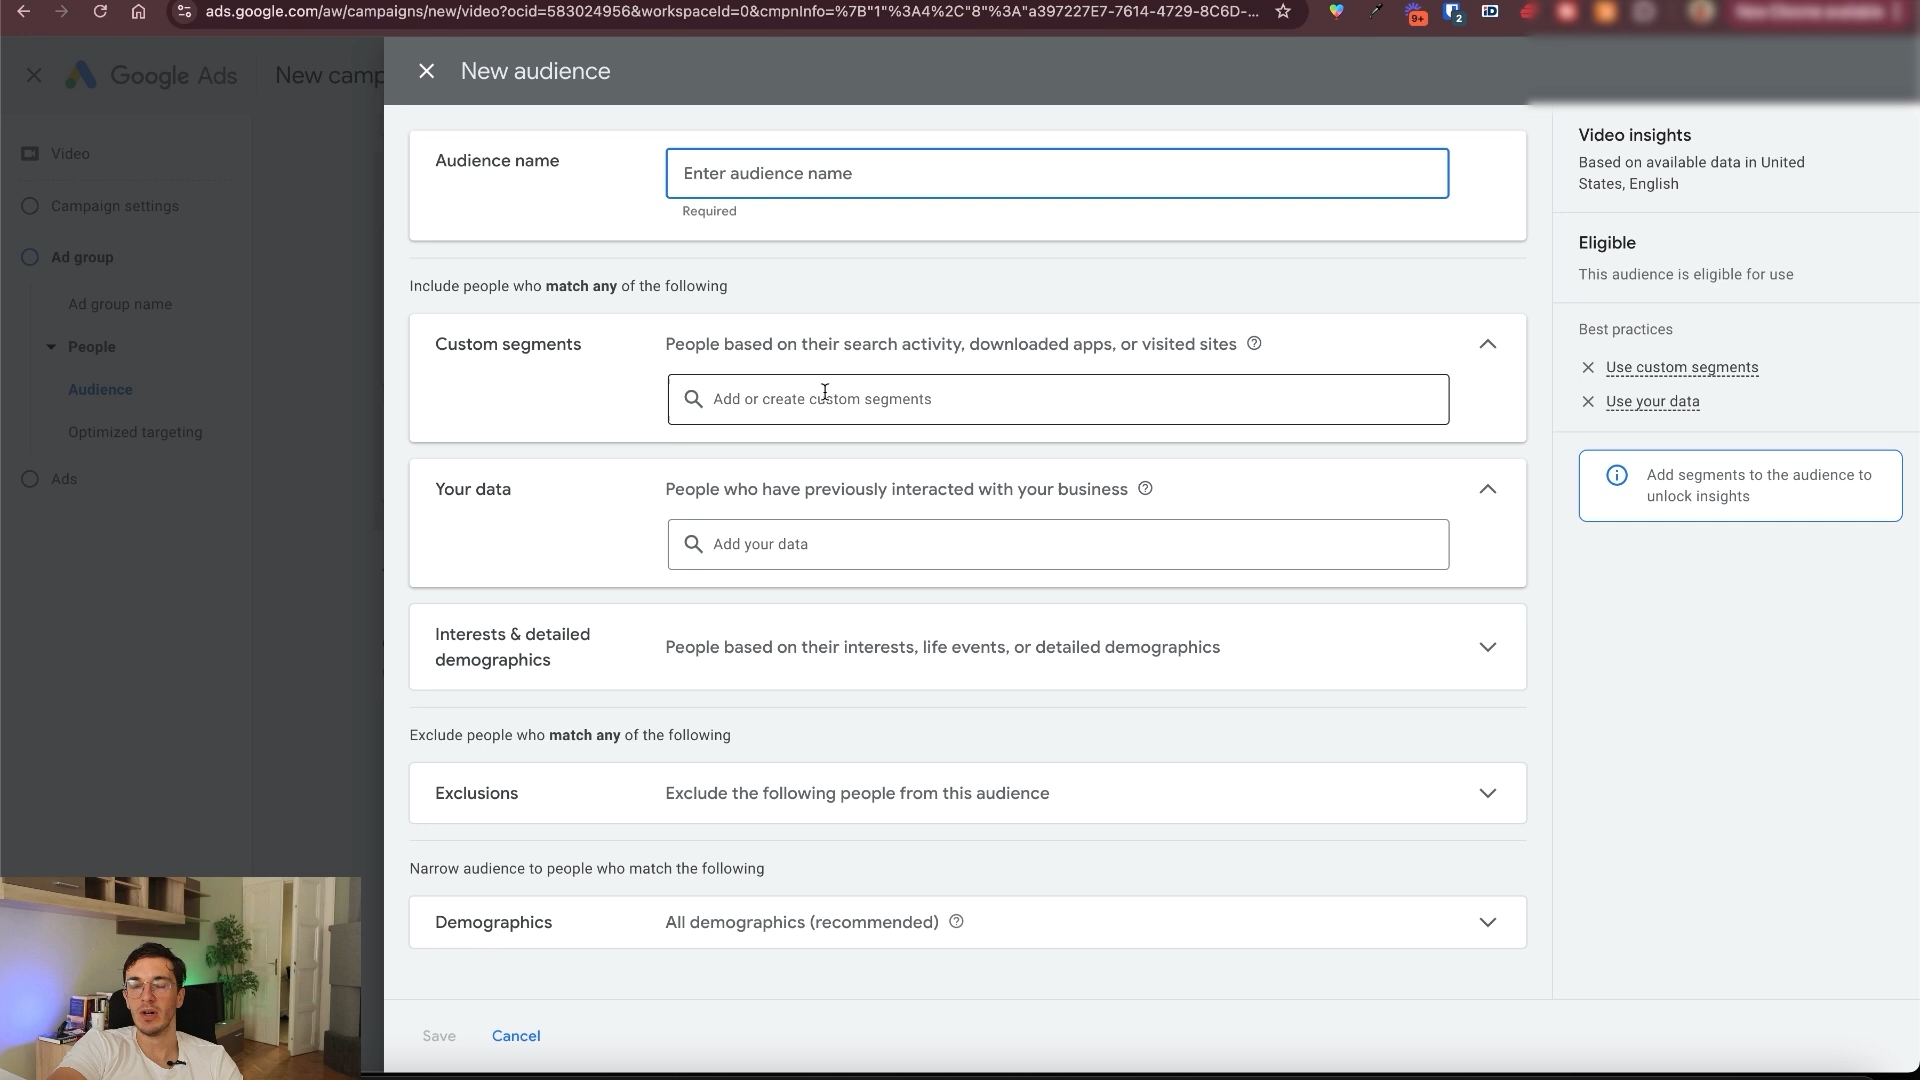 ads.google.com/aw/campaigns/new/video?ocid=583024956&workspaceId=0&cmpnInfo=%7B"1"%3A4%2C"8"%3A"a397227E7-7614-4729-8C6D-...
9+
2
ID
New Chrome available
Google Ads
New camp
New audience
Video
Campaign settings
Ad group
Ad group name
People
Audience
Optimized targeting
Ads
Audience name
Enter audience name
Required
Include people who match any of the following
Custom segments
People based on their search activity, downloaded apps, or visited sites
Add or create custom segments
Your data
People who have previously interacted with your business
Add your data
Interests & detailed
demographics
People based on their interests, life events, or detailed demographics
Exclude people who match any of the following
Exclusions
Exclude the following people from this audience
Narrow audience to people who match the following
Demographics
All demographics (recommended)
Save
Cancel
Video insights
Based on available data in United
States, English
Eligible
This audience is eligible for use
Best practices
Use custom segments
Use your data
Add segments to the audience to
unlock insights